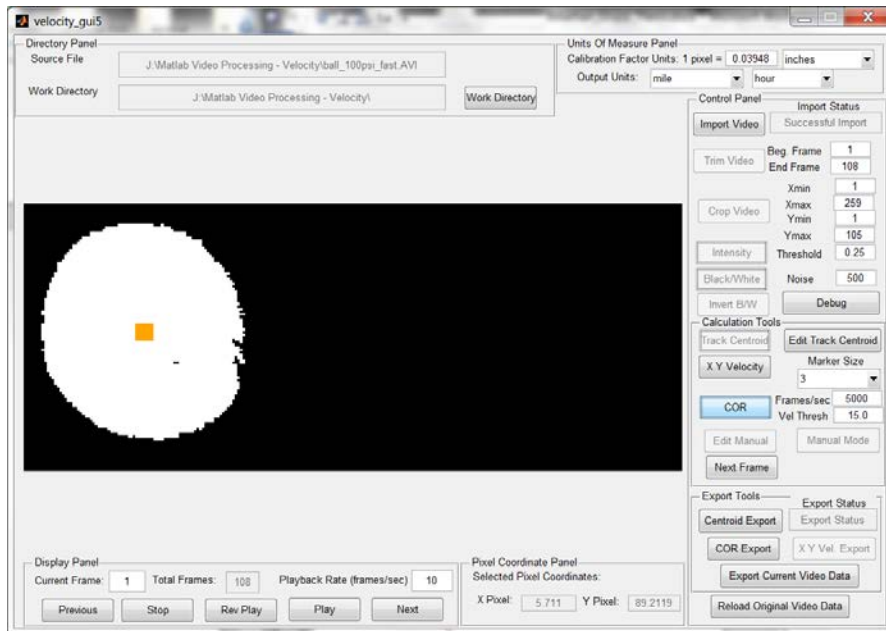 velocity_gui5
Directory Panel
Source File
J:\Matlab Video Processing - Velocity\ball_100psi_fast.AVI
Work Directory
J:\Matlab Video Processing - Velocity\
Work Directory
Units Of Measure Panel
Calibration Factor Units: 1 pixel = 0.03948 inches
Output Units: mile hour
Control Panel
Import Status
Import Video Successful Import
Trim Video
Beg. Frame 1
End Frame 108
Crop Video
Xmin 1
Xmax 259
Ymin 1
Ymax 105
Intensity Threshold 0.25
Black/White Noise 500
Invert B/W Debug
Calculation Tools
Track Centroid Edit Track Centroid
X Y Velocity
Marker Size
3
COR
Frames/sec 5000
Vel Thresh 15.0
Edit Manual Manual Mode
Next Frame
Export Tools
Export Status
Centroid Export Export Status
COR Export X Y Vel. Export
Export Current Video Data
Reload Original Video Data
Display Panel
Current Frame: 1 Total Frames: 108 Playback Rate (frames/sec) 10
Previous Stop Rev Play Play Next
Pixel Coordinate Panel
Selected Pixel Coordinates:
X Pixel: 5.711 Y Pixel: 89.2119